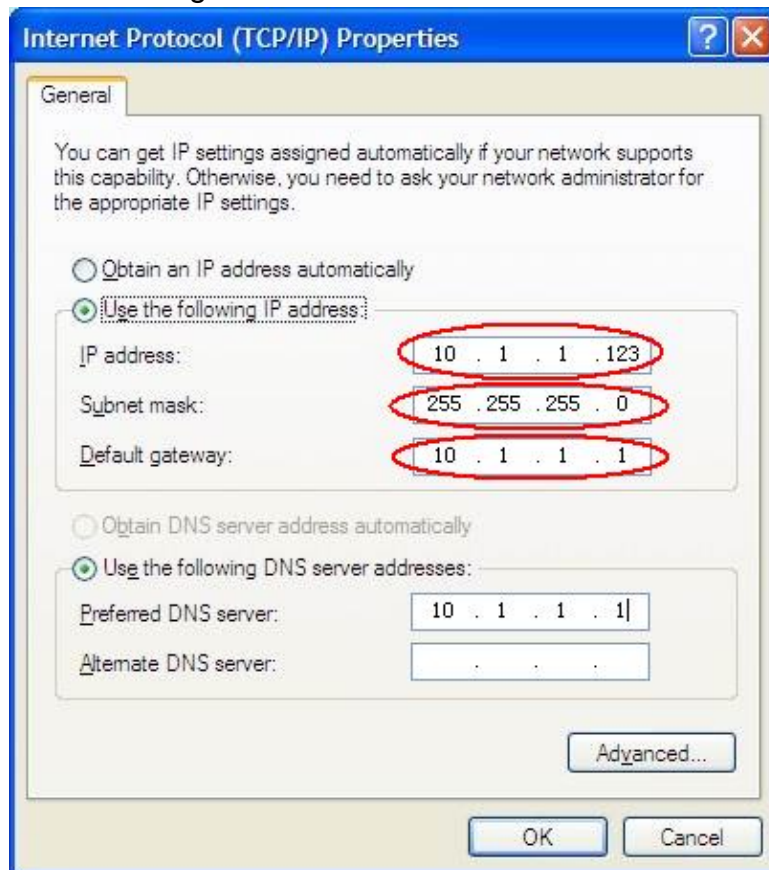 Internet Protocol (TCP/IP) Properties
General
You can get IP settings assigned automatically if your network supports
this capability. Otherwise, you need to ask your network administrator for
the appropriate IP settings.
Obtain an IP address automatically
Use the following IP address:
IP address: 10 . 1 . 1 . 123
Subnet mask: 255 . 255 . 255 . 0
Default gateway: 10 . 1 . 1 . 1
Obtain DNS server address automatically
Use the following DNS server addresses:
Preferred DNS server: 10 . 1 . 1 . 1
Alternate DNS server: . . .
Advanced...
OK Cancel